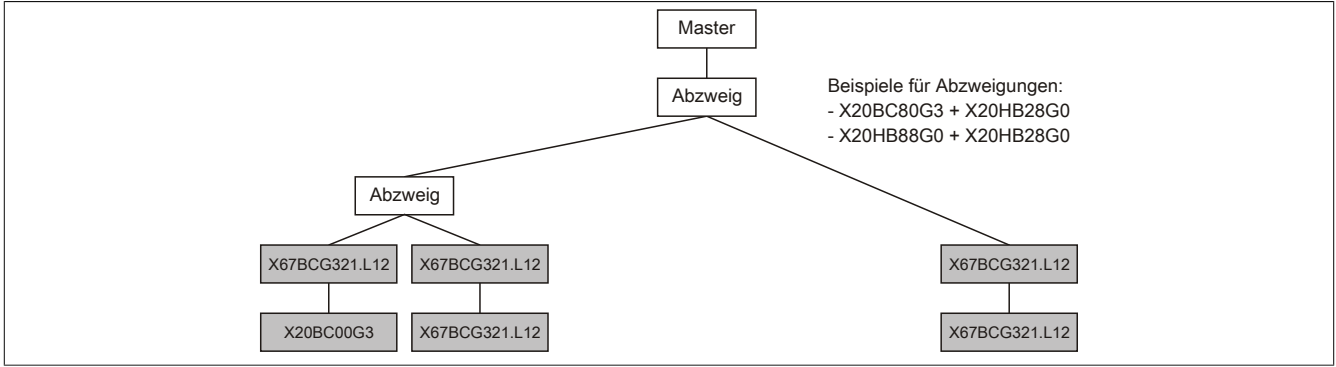 Master
Abzweig
Beispiele für Abzweigungen:
- X20BC80G3 + X20HB28G0
- X20HB88G0 + X20HB28G0
Abzweig
X67BCG321.L12
X67BCG321.L12
X67BCG321.L12
X20BC00G3
X67BCG321.L12
X67BCG321.L12